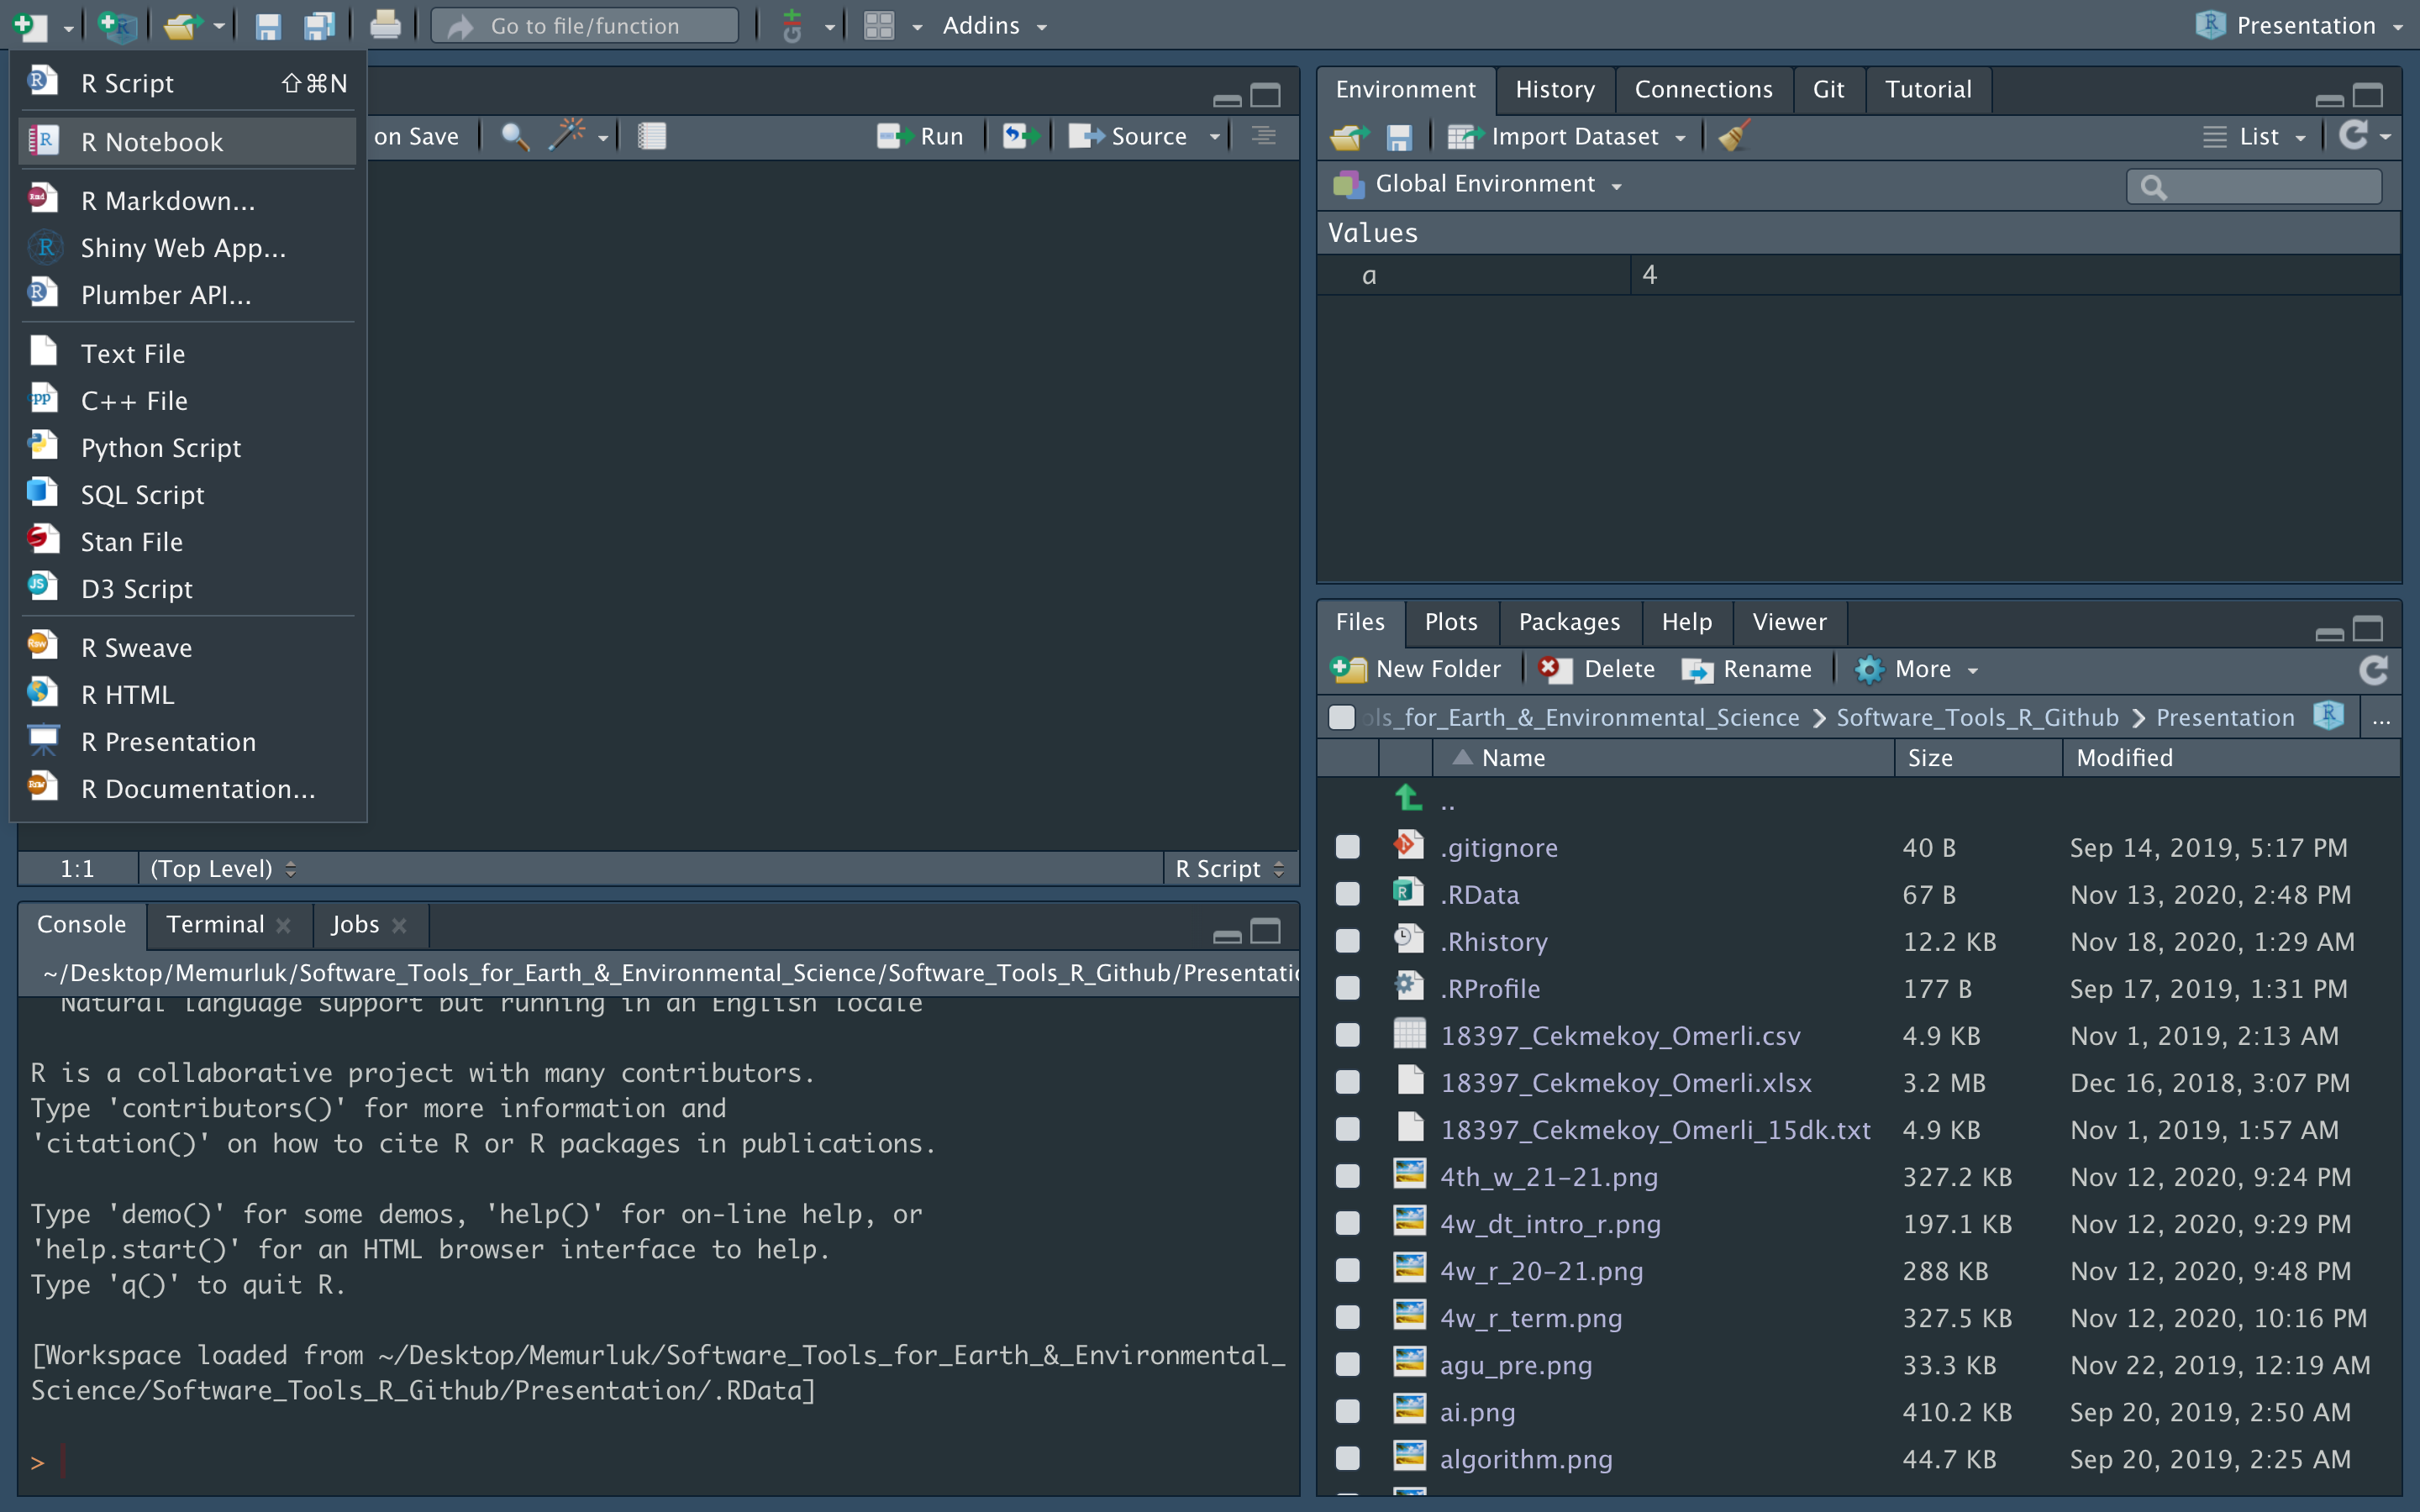 Go to file/function
Addins
Presentation
R Script ⇧⌘N
R Notebook
R Markdown...
Shiny Web App...
Plumber API...
Text File
C++ File
Python Script
SQL Script
Stan File
D3 Script
R Sweave
R HTML
R Presentation
R Documentation...
on Save
Run
Source
1:1 (Top Level) R Script
Console Terminal Jobs
~/Desktop/Memurluk/Software_Tools_for_Earth_&_Environmental_Science/Software_Tools_R_Github/Presentatio
Natural language support but running in an English locale
R is a collaborative project with many contributors.
Type 'contributors()' for more information and
'citation()' on how to cite R or R packages in publications.
Type 'demo()' for some demos, 'help()' for on-line help, or
'help.start()' for an HTML browser interface to help.
Type 'q()' to quit R.
[Workspace loaded from ~/Desktop/Memurluk/Software_Tools_for_Earth_&_Environmental_
Science/Software_Tools_R_Github/Presentation/.RData]
>
Environment History Connections Git Tutorial
Import Dataset List
Global Environment
Values
a 4
Files Plots Packages Help Viewer
New Folder Delete Rename More
ols_for_Earth_&_Environmental_Science Software_Tools_R_Github Presentation ...
Name Size Modified
..
.gitignore 40 B Sep 14, 2019, 5:17 PM
.RData 67 B Nov 13, 2020, 2:48 PM
.Rhistory 12.2 KB Nov 18, 2020, 1:29 AM
.RProfile 177 B Sep 17, 2019, 1:31 PM
18397_Cekmekoy_Omerli.csv 4.9 KB Nov 1, 2019, 2:13 AM
18397_Cekmekoy_Omerli.xlsx 3.2 MB Dec 16, 2018, 3:07 PM
18397_Cekmekoy_Omerli_15dk.txt 4.9 KB Nov 1, 2019, 1:57 AM
4th_w_21-21.png 327.2 KB Nov 12, 2020, 9:24 PM
4w_dt_intro_r.png 197.1 KB Nov 12, 2020, 9:29 PM
4w_r_20-21.png 288 KB Nov 12, 2020, 9:48 PM
4w_r_term.png 327.5 KB Nov 12, 2020, 10:16 PM
agu_pre.png 33.3 KB Nov 22, 2019, 12:19 AM
ai.png 410.2 KB Sep 20, 2019, 2:50 AM
algorithm.png 44.7 KB Sep 20, 2019, 2:25 AM